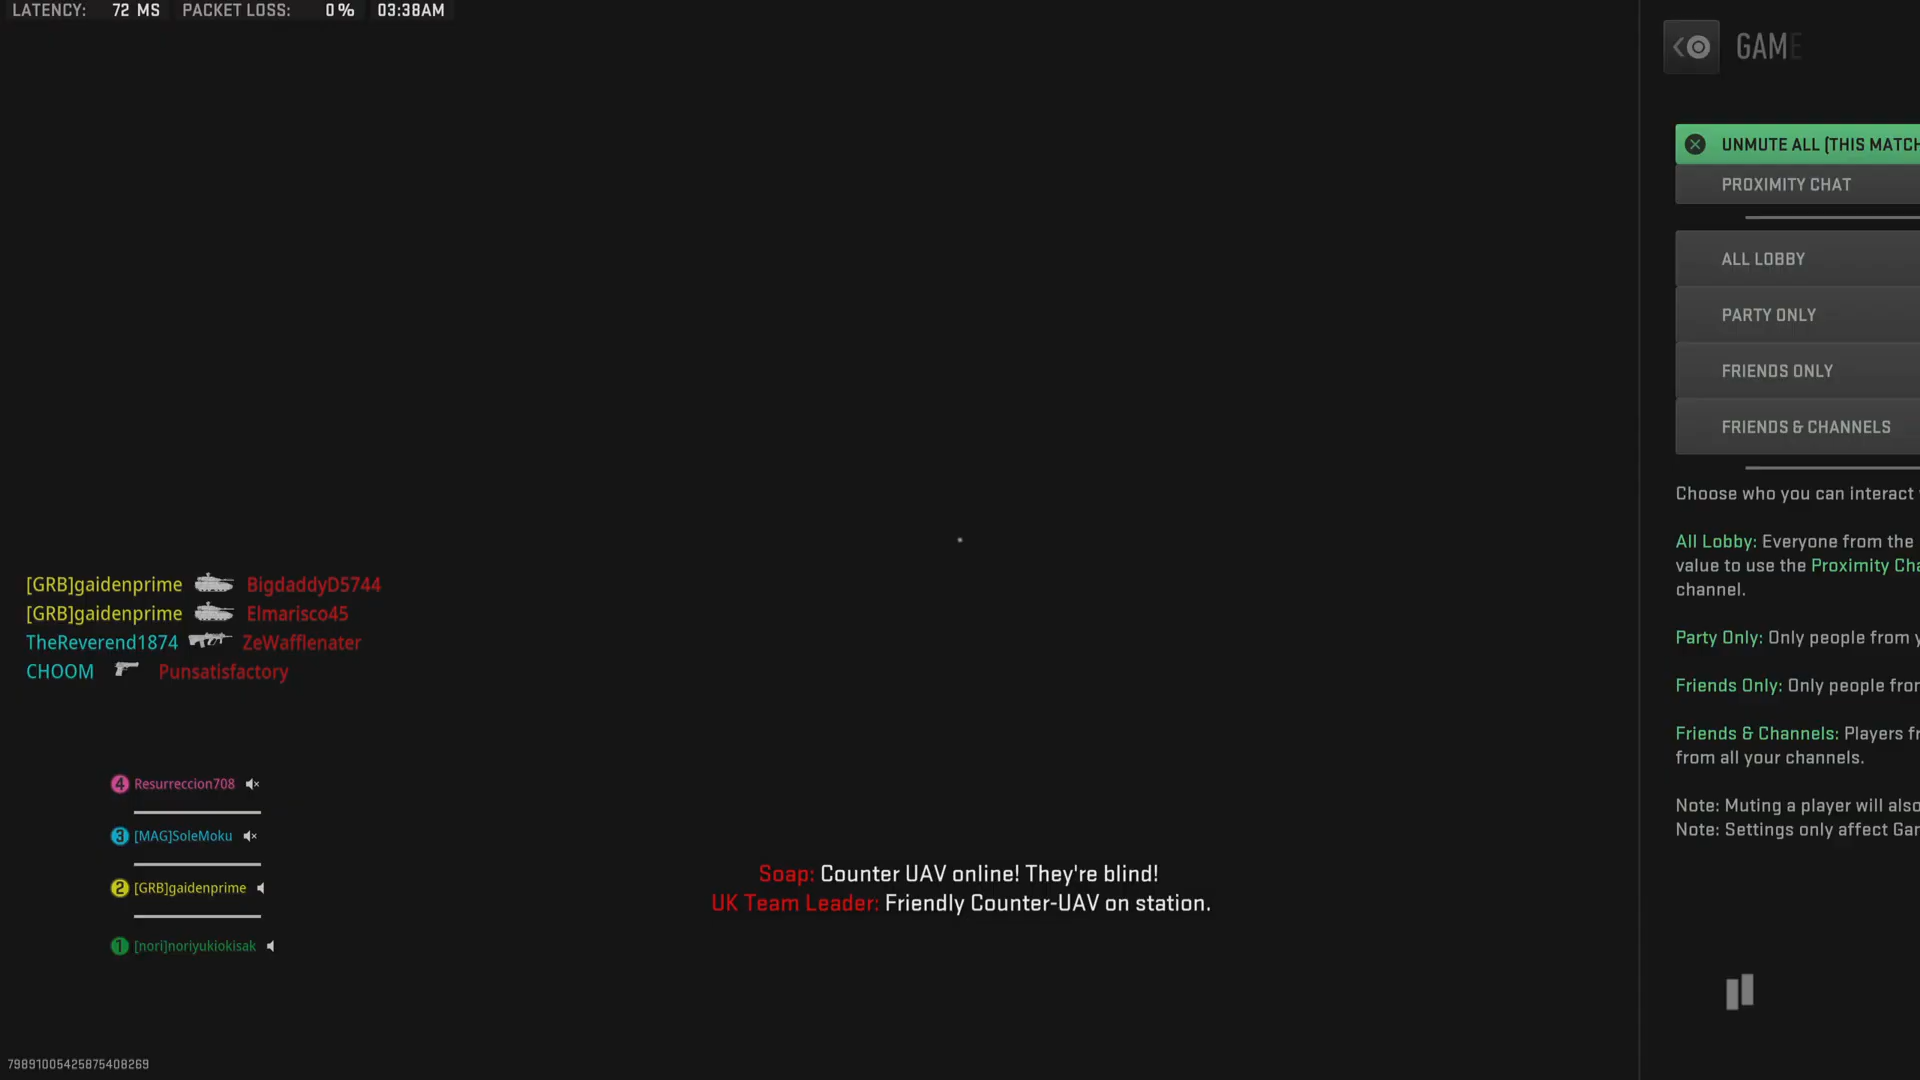 LATENCY: 72 MS PACKET LOSS: 0 % 03:38AM
GAME
UNMUTE ALL (THIS MATCH
PROXIMITY CHAT
ALL LOBBY
PARTY ONLY
FRIENDS ONLY
FRIENDS & CHANNELS
Choose who you can interact
All Lobby: Everyone from the
value to use the Proximity Cha
channel.
Party Only: Only people from y
Friends Only: Only people from
Friends & Channels: Players fr
from all your channels.
Note: Muting a player will also
Note: Settings only affect Gam
[GRB]gaidenprime BigdaddyD5744
[GRB]gaidenprime Elmarisco45
TheReverend1874 ZeWafflenater
CHOOM Punsatisfactory
4 Resurreccion708
3 [MAG]SoleMoku
2 [GRB]gaidenprime
1 [nori]noriyukiokisak
Soap: Counter UAV online! They're blind!
UK Team Leader: Friendly Counter-UAV on station.
79891005425875408269